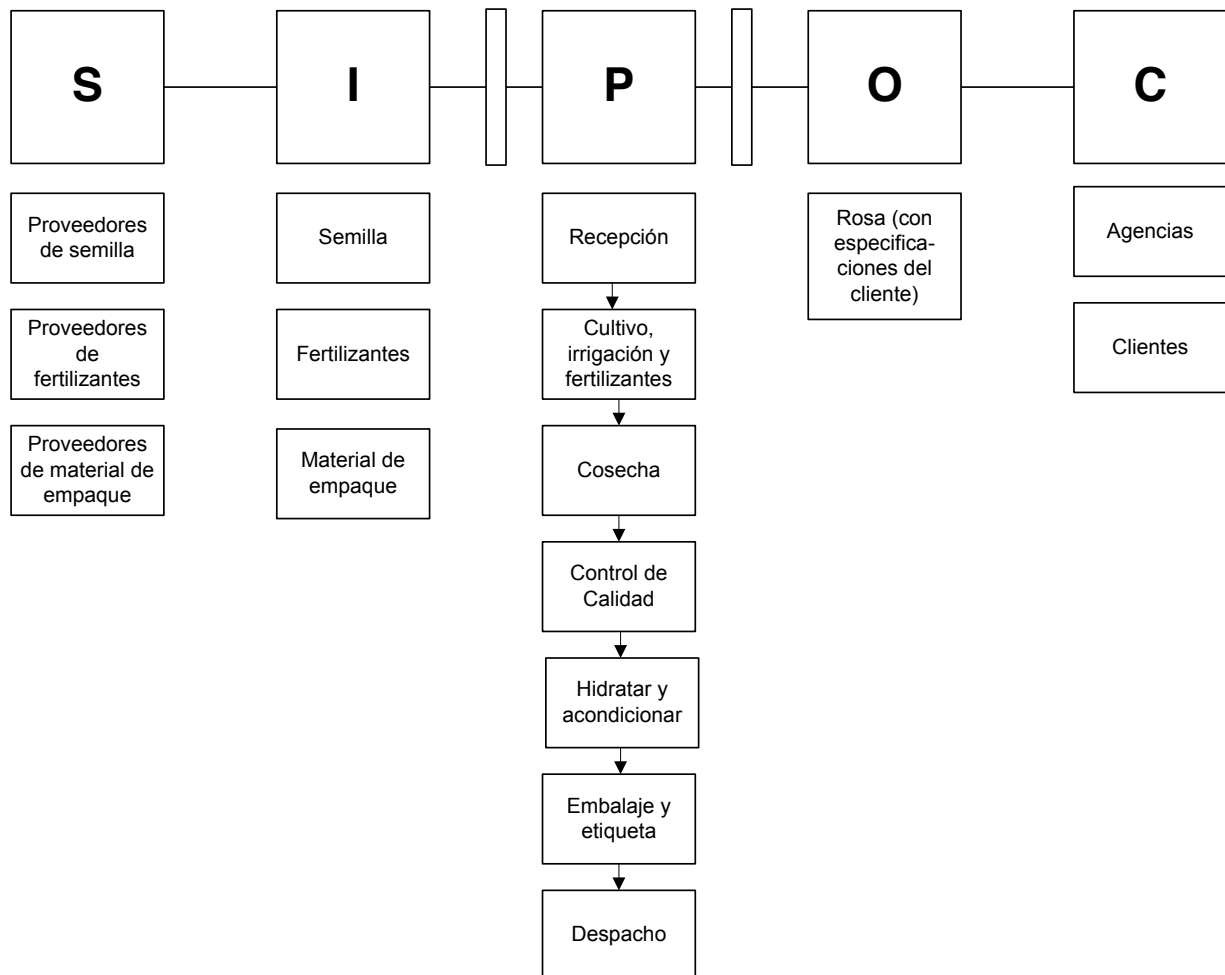 S
I
P
O
C
Proveedores
de semilla
Proveedores
de
fertilizantes
Proveedores
de material de
empaque
Semilla
Fertilizantes
Material de
empaque
Recepción
Cultivo,
irrigación y
fertilizantes
Cosecha
Control de
Calidad
Hidratar y
acondicionar
Embalaje y
etiqueta
Despacho
Rosa (con
especifica-
ciones del
cliente)
Agencias
Clientes